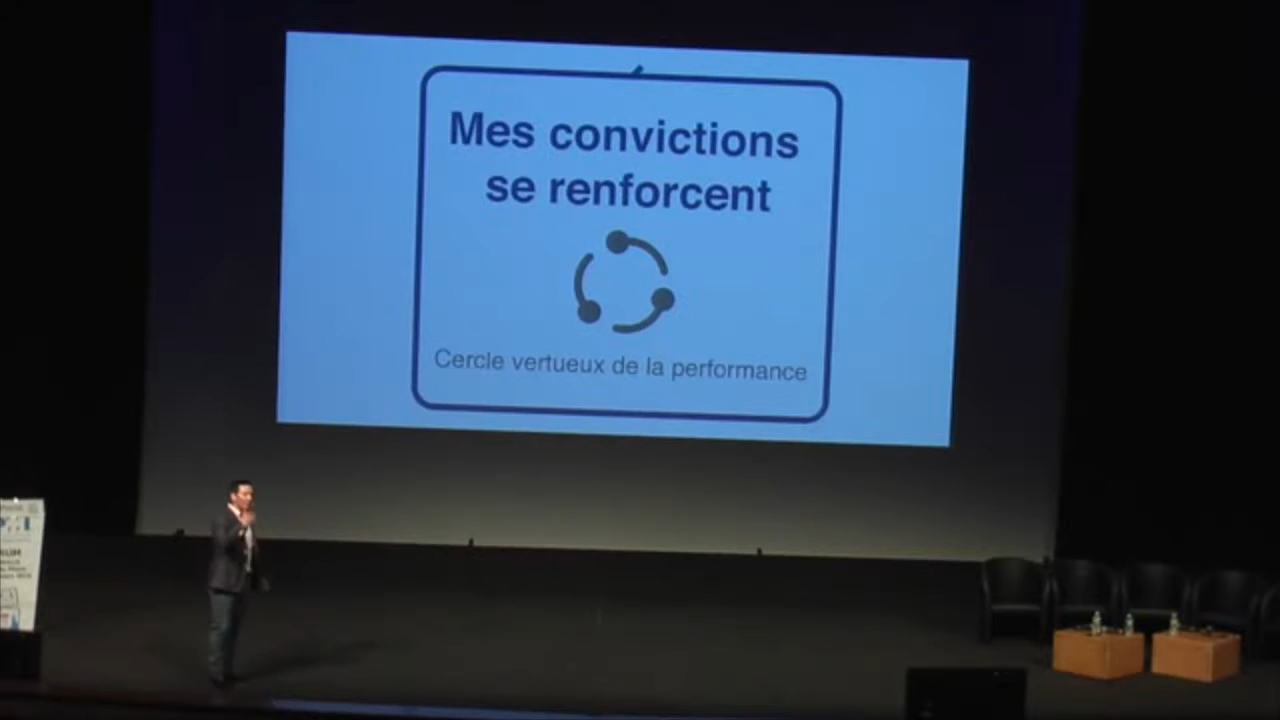 Mes convictions
se renforcent
Cercle vertueux de la performance